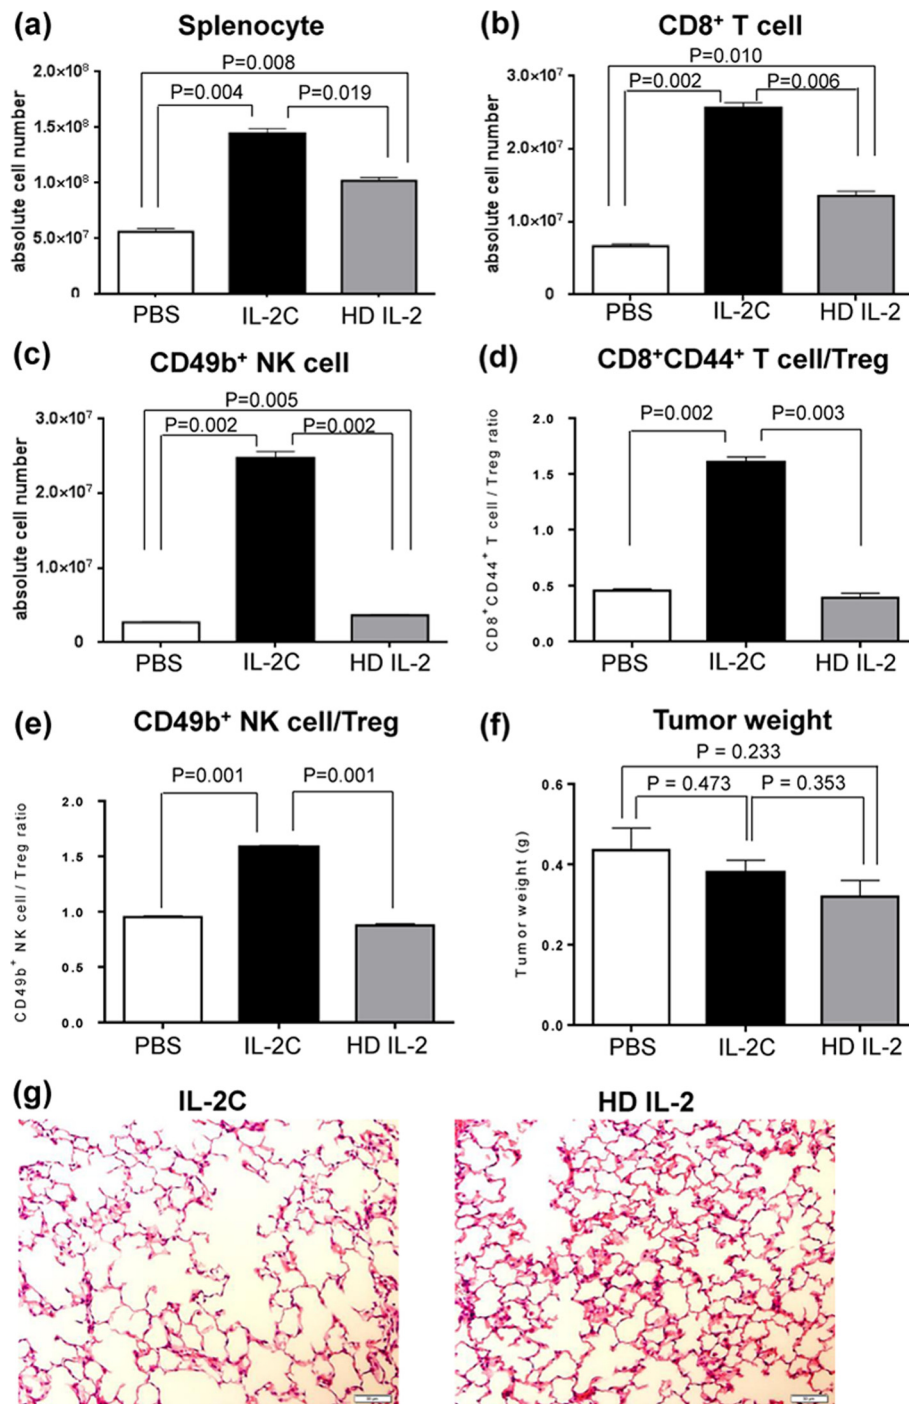 (a) Splenocyte
P=0.008
P=0.004 P=0.019
absolute cell number
2.0×10⁸
1.5×10⁸
1.0×10⁸
5.0×10⁷
0
PBS IL-2C HD IL-2
(b) CD8⁺ T cell
P=0.010
P=0.002 P=0.006
absolute cell number
3.0×10⁷
2.0×10⁷
1.0×10⁷
0
PBS IL-2C HD IL-2
(c) CD49b⁺ NK cell
P=0.005
P=0.002 P=0.002
absolute cell number
3.0×10⁷
2.0×10⁷
1.0×10⁷
0
PBS IL-2C HD IL-2
(d) CD8⁺CD44⁺ T cell/Treg
P=0.002 P=0.003
CD8⁺CD44⁺ T cell / Treg ratio
2.0
1.5
1.0
0.5
0.0
PBS IL-2C HD IL-2
(e) CD49b⁺ NK cell/Treg
P=0.001 P=0.001
CD49b⁺ NK cell / Treg ratio
2.0
1.5
1.0
0.5
0.0
PBS IL-2C HD IL-2
(f) Tumor weight
P = 0.233
P = 0.473 P = 0.353
Tumor weight (g)
0.6
0.4
0.2
0.0
PBS IL-2C HD IL-2
(g) IL-2C HD IL-2